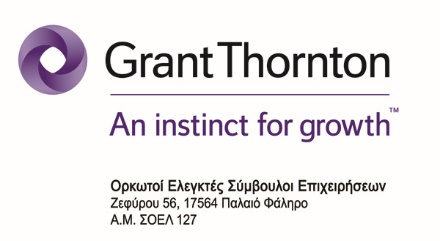 Grant Thornton
An instinct for growth™
Ορκωτοί Ελεγκτές Σύμβουλοι Επιχειρήσεων
Ζεφύρου 56, 17564 Παλαιό Φάληρο
Α.Μ. ΣΟΕΛ 127